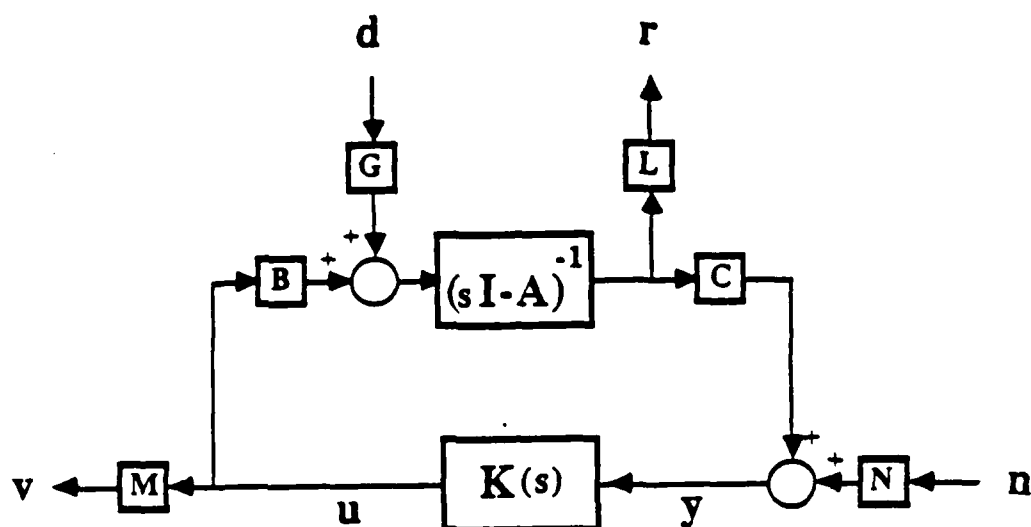 d r
G L
+
+
B (sI-A)^-1 C
+
+
v M K(s) N n
u y